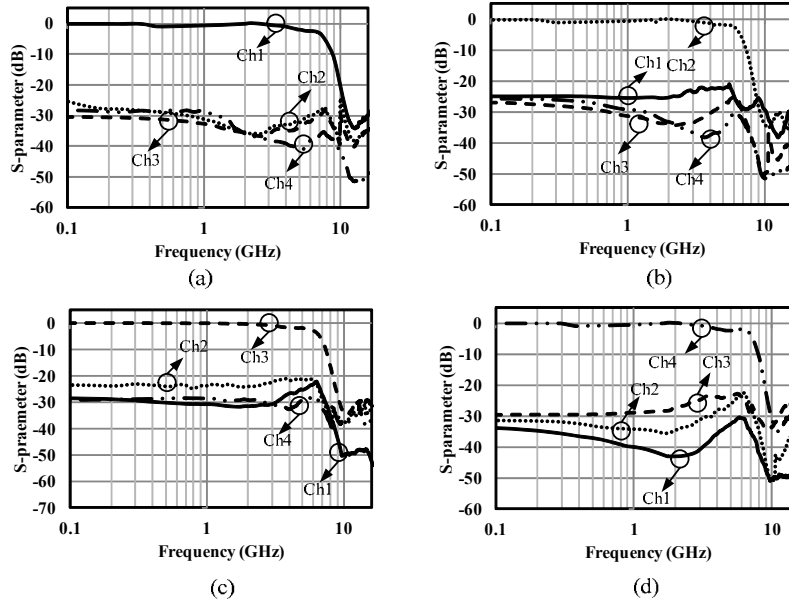 S-parameter (dB)
0
-10
-20
-30
-40
-50
-60
Ch1
Ch2
Ch3
Ch4
0.1
1
10
Frequency (GHz)
(a)
S-parameter (dB)
0
-10
-20
-30
-40
-50
-60
Ch1
Ch2
Ch3
Ch4
0.1
1
10
Frequency (GHz)
(b)
S-praemeter (dB)
0
-10
-20
-30
-40
-50
-60
-70
Ch2
Ch3
Ch4
Ch1
0.1
1
10
Frequency (GHz)
(c)
S-parameter (dB)
0
-10
-20
-30
-40
-50
-60
Ch4
Ch3
Ch2
Ch1
0.1
1
10
Frequency (GHz)
(d)